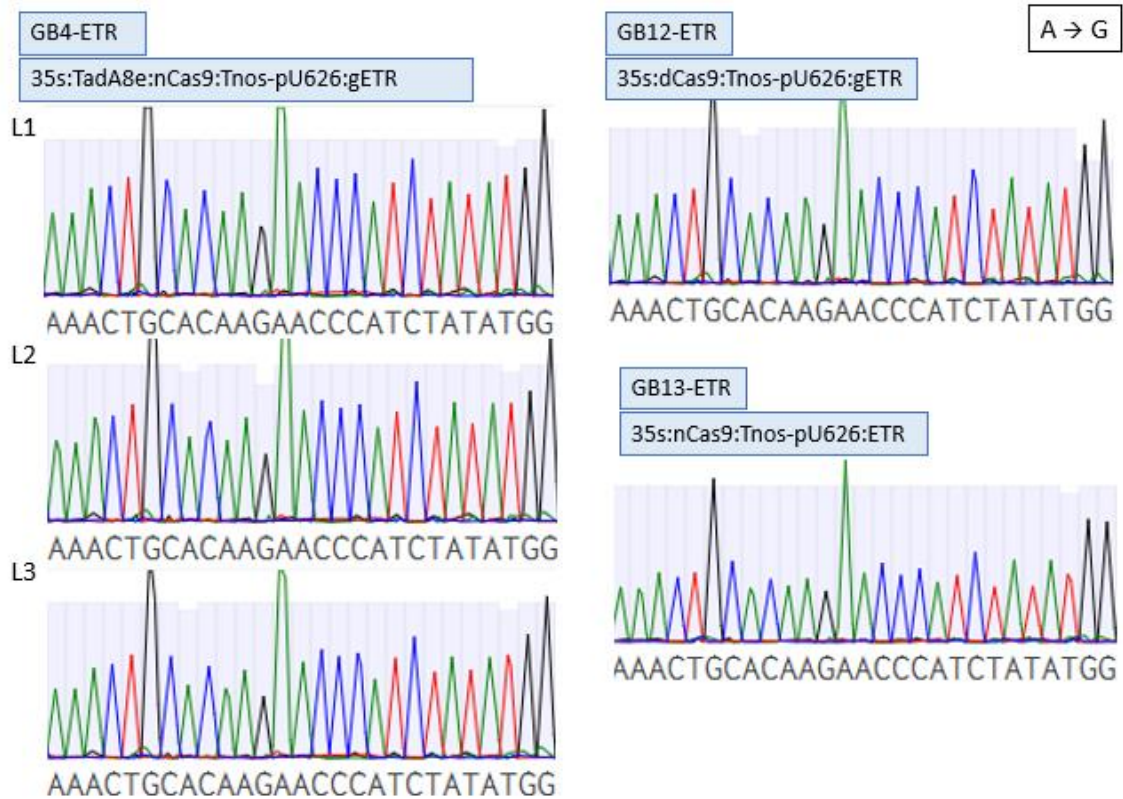 GB4-ETR
35s:TadA8e:nCas9:Tnos-pU626:gETR
L1
AAACTGCACAAGAACCCATCTATATGG
L2
AAACTGCACAAGAACCCATCTATATGG
L3
AAACTGCACAAGAACCCATCTATATGG
GB12-ETR
35s:dCas9:Tnos-pU626:gETR
AAACTGCACAAGAACCCATCTATATGG
GB13-ETR
35s:nCas9:Tnos-pU626:ETR
AAACTGCACAAGAACCCATCTATATGG
A → G